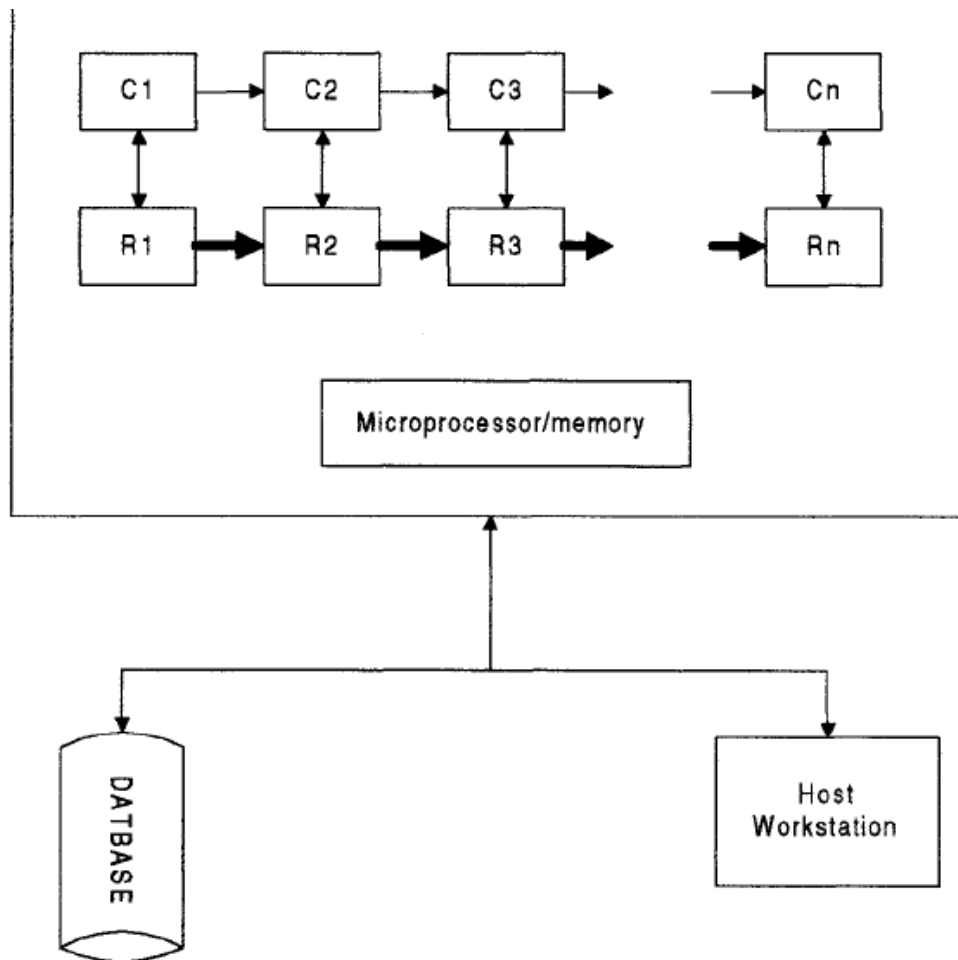 C1
C2
C3
Cn
R1
R2
R3
Rn
Microprocessor/memory
DATBASE
Host
Workstation